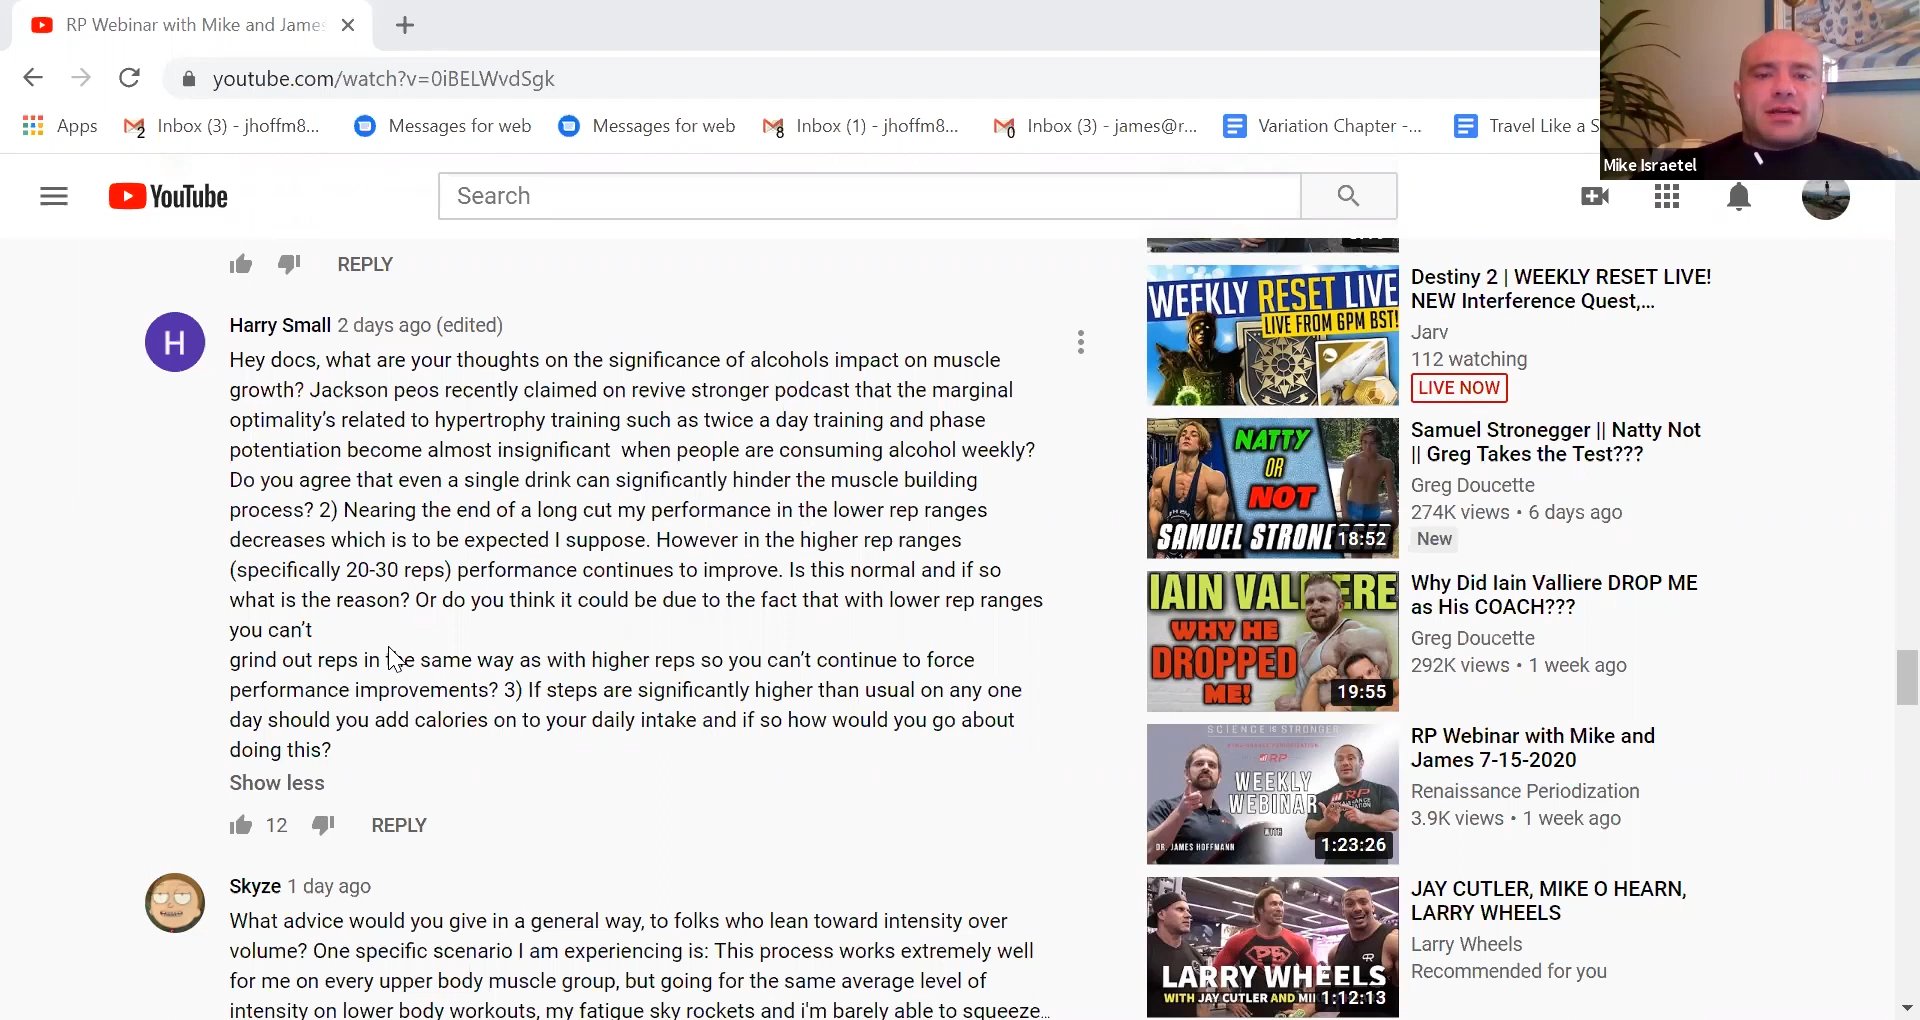 RP Webinar with Mike and James
youtube.com/watch?v=0iBELWvdSgk
Apps
2
Inbox (3) - jhoffm8...
Messages for web
Messages for web
8
Inbox (1) - jhoffm8...
0
Inbox (3) - james@r...
Variation Chapter -...
Travel Like a S
Mike Israetel
YouTube
Search
REPLY
H
Harry Small 2 days ago (edited)
Hey docs, what are your thoughts on the significance of alcohols impact on muscle
growth? Jackson peos recently claimed on revive stronger podcast that the marginal
optimality's related to hypertrophy training such as twice a day training and phase
potentiation become almost insignificant when people are consuming alcohol weekly?
Do you agree that even a single drink can significantly hinder the muscle building
process? 2) Nearing the end of a long cut my performance in the lower rep ranges
decreases which is to be expected I suppose. However in the higher rep ranges
(specifically 20-30 reps) performance continues to improve. Is this normal and if so
what is the reason? Or do you think it could be due to the fact that with lower rep ranges
you can't
grind out reps in the same way as with higher reps so you can't continue to force
performance improvements? 3) If steps are significantly higher than usual on any one
day should you add calories on to your daily intake and if so how would you go about
doing this?
Show less
12
REPLY
Skyze 1 day ago
What advice would you give in a general way, to folks who lean toward intensity over
volume? One specific scenario I am experiencing is: This process works extremely well
for me on every upper body muscle group, but going for the same average level of
intensity on lower body workouts, my fatigue sky rockets and i'm barely able to squeeze...
WEEKLY RESET LIVE
LIVE FROM 6PM BST!
Destiny 2 | WEEKLY RESET LIVE!
NEW Interference Quest,...
Jarv
112 watching
LIVE NOW
NATTY
OR
NOT
SAMUEL STRONE
18:52
Samuel Stronegger || Natty Not
|| Greg Takes the Test???
Greg Doucette
274K views • 6 days ago
New
IAIN VALLIERE
WHY HE
DROPPED
ME!
19:55
Why Did Iain Valliere DROP ME
as His COACH???
Greg Doucette
292K views • 1 week ago
SCIENCE IS STRONGER
RP
WEEKLY
WEBINAR
WITH
DR. JAMES HOFFMANN
1:23:26
RP Webinar with Mike and
James 7-15-2020
Renaissance Periodization
3.9K views • 1 week ago
LARRY WHEELS
WITH JAY CUTLER AND MI
1:12:13
JAY CUTLER, MIKE O HEARN,
LARRY WHEELS
Larry Wheels
Recommended for you